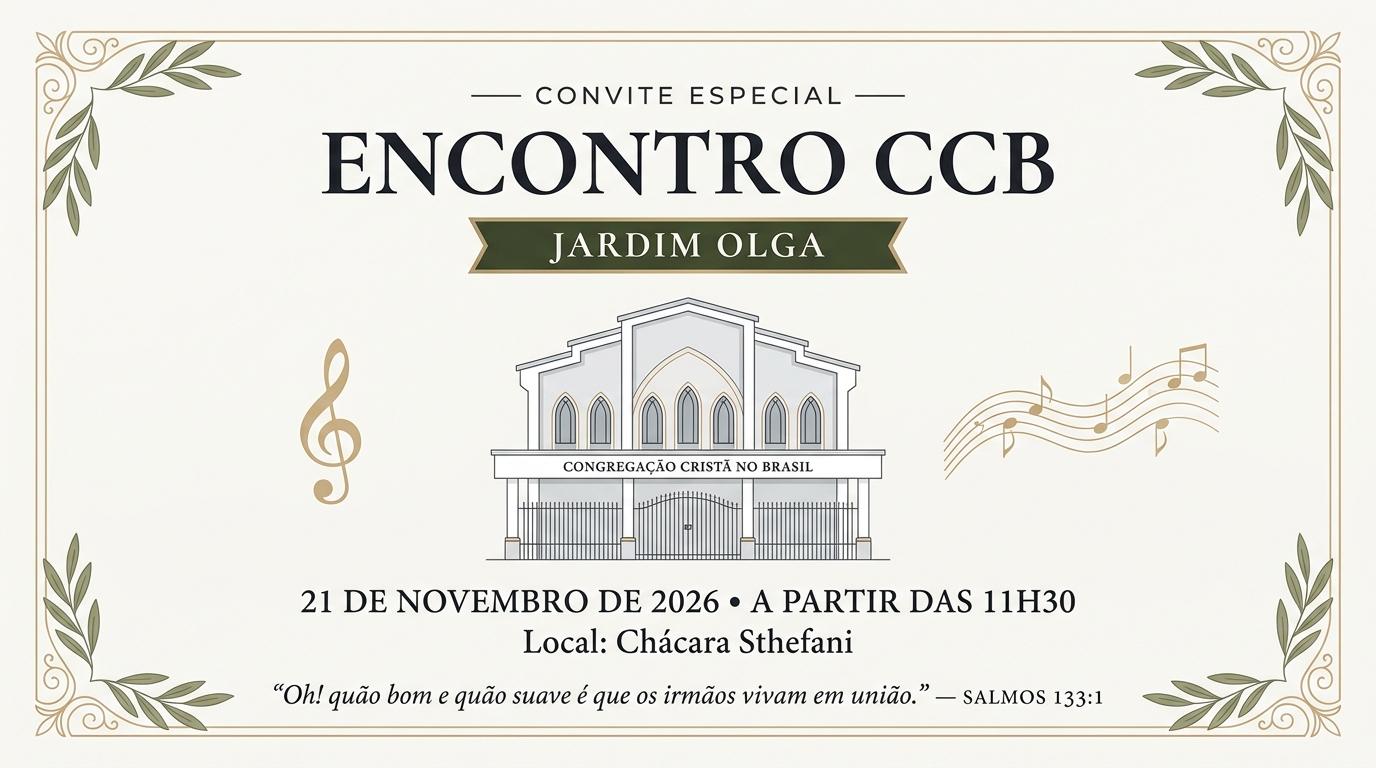 CONVITE ESPECIAL
ENCONTRO CCB
JARDIM OLGA
CONGREGAÇÃO CRISTÃ NO BRASIL
21 DE NOVEMBRO DE 2026 • A PARTIR DAS 11H30
Local: Chácara Sthefani
“Oh! quão bom e quão suave é que os irmãos vivam em união.” — SALMOS 133:1